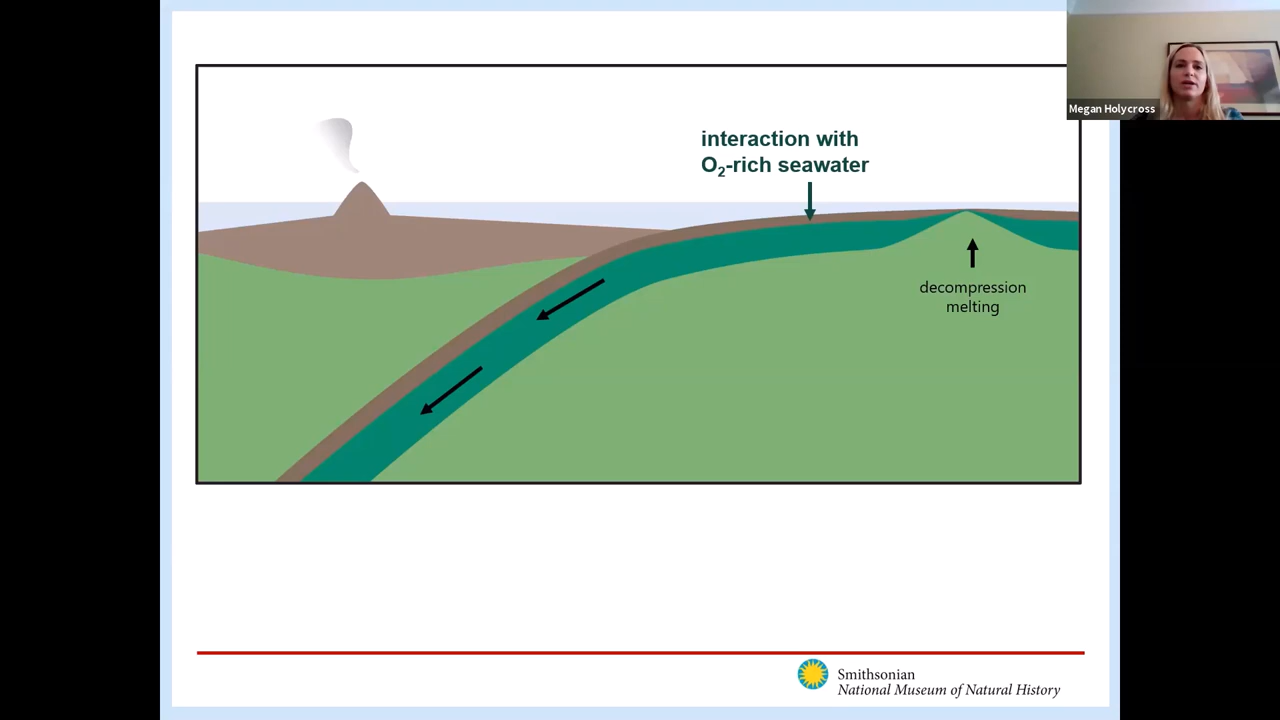 Megan Holycross
interaction with
O₂-rich seawater
decompression
melting
Smithsonian
National Museum of Natural History